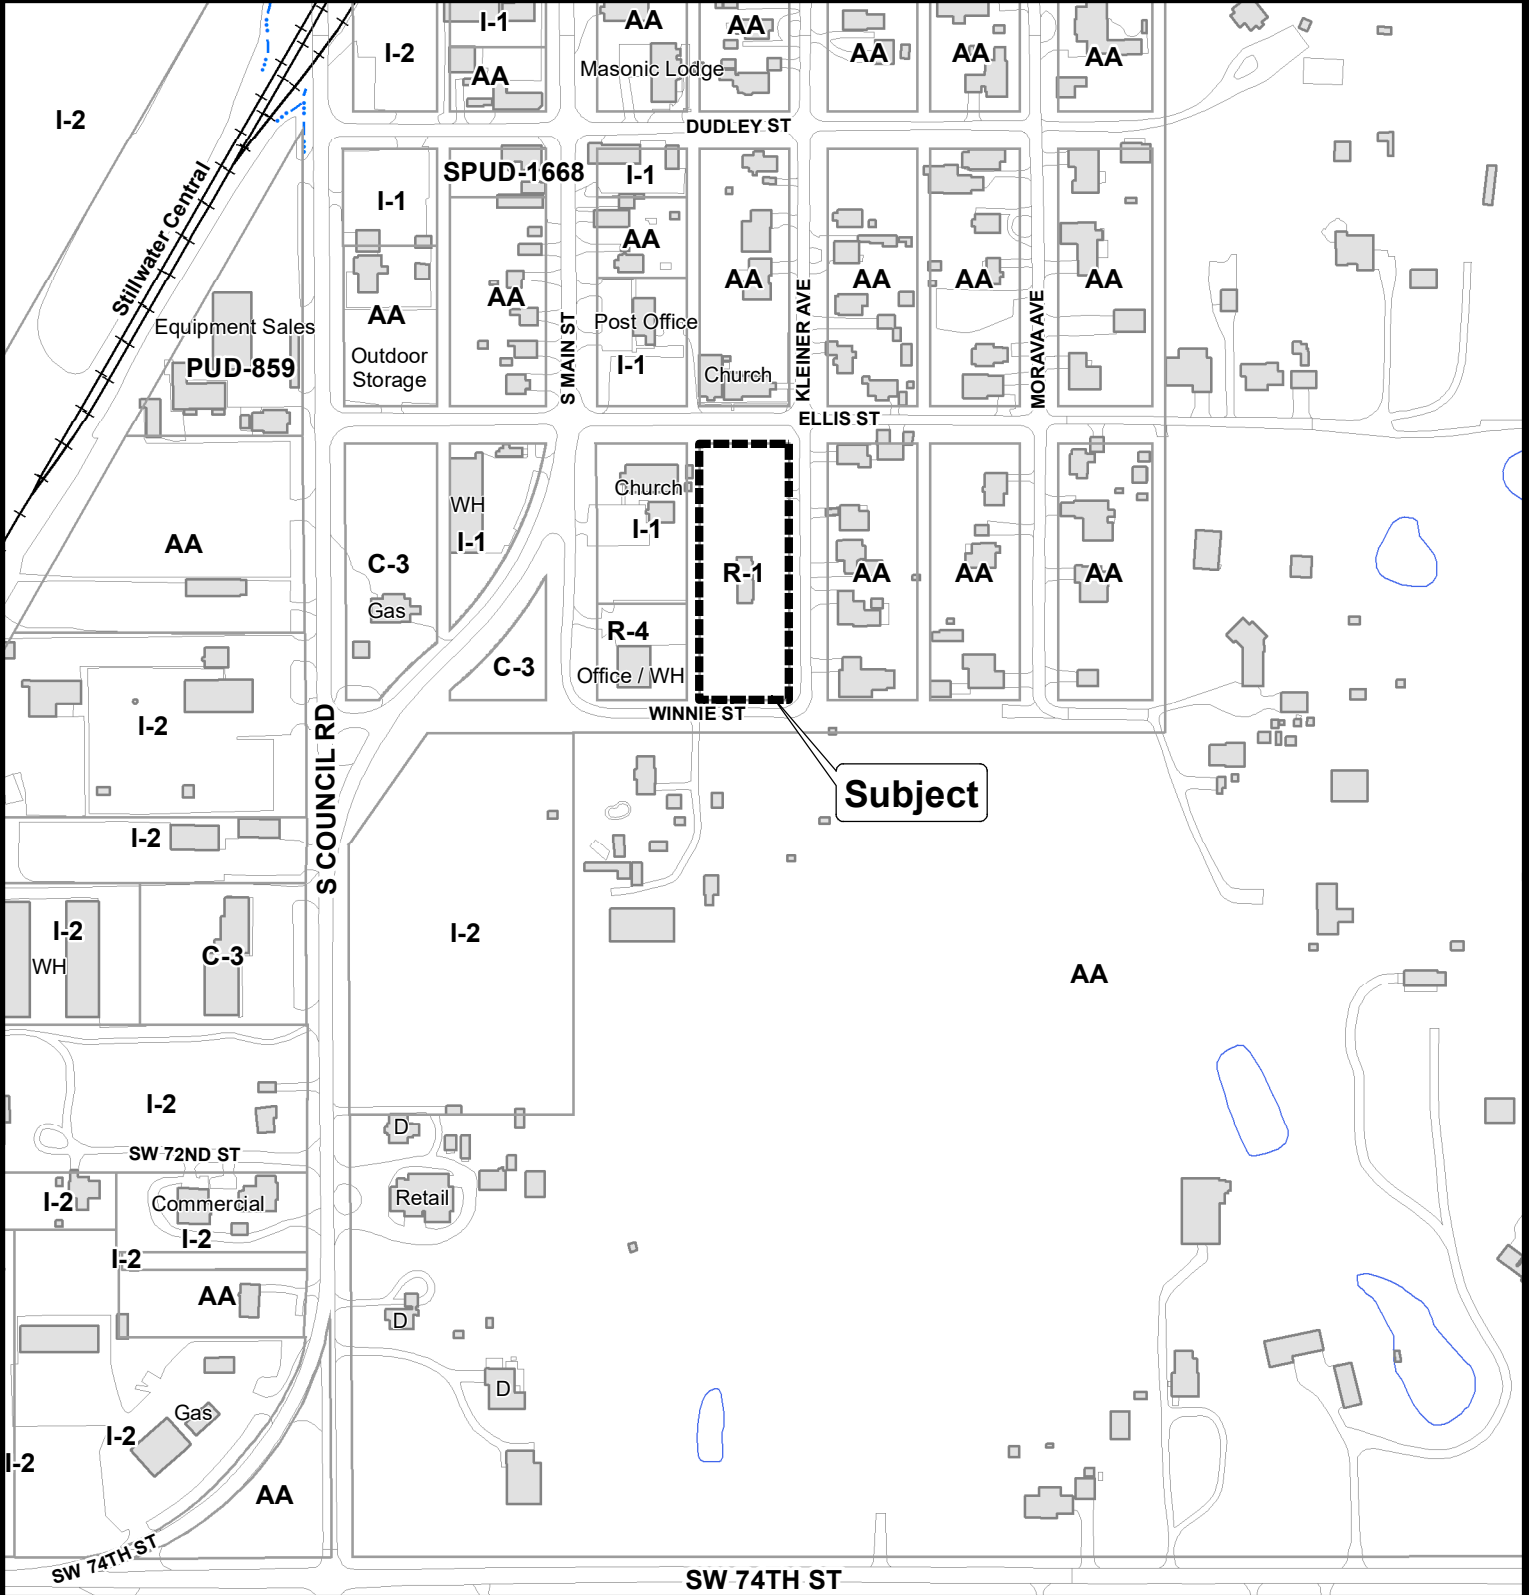 I-1
AA
AA
I-2
AA
AA
AA
Masonic Lodge
AA
I-2
DUDLEY ST
SPUD-1668
I-1
I-1
Stillwater Central
AA
AA
AA
AA
AA
AA
KLEINER AVE
MORAVA AVE
S MAIN ST
AA
Post Office
Equipment Sales
Outdoor
Storage
PUD-859
I-1
Church
ELLIS ST
Church
WH
I-1
I-1
AA
C-3
R-1
AA
AA
AA
Gas
R-4
C-3
Office / WH
WINNIE ST
I-2
S COUNCIL RD
Subject
I-2
I-2
I-2
WH
C-3
AA
I-2
D
SW 72ND ST
I-2
Commercial
Retail
I-2
I-2
AA
D
D
Gas
I-2
I-2
AA
SW 74TH ST
SW 74TH ST